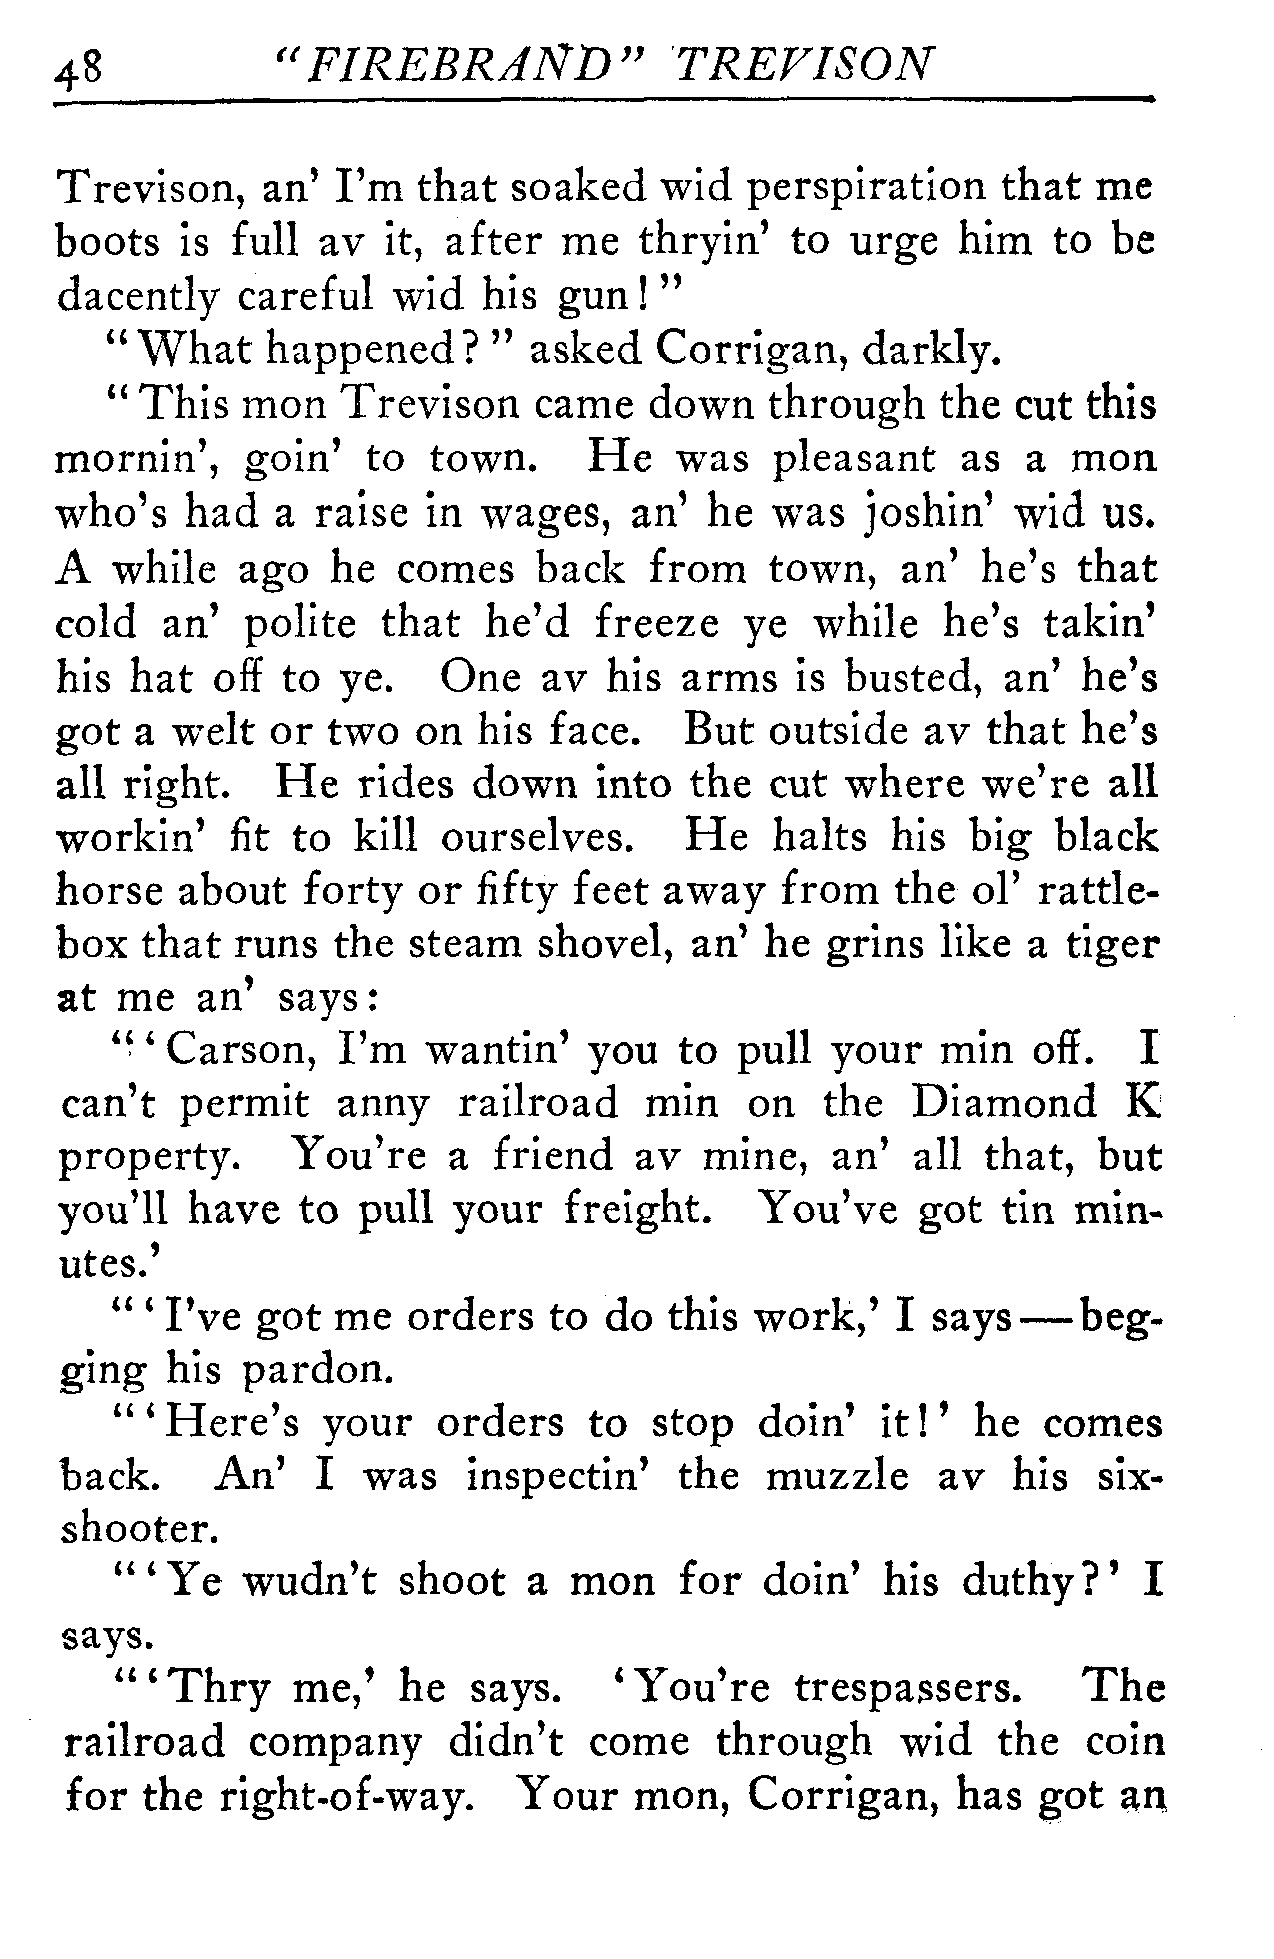 48 "FIREBRAND" TREVISON
Trevison, an' I'm that soaked wid perspiration that me
boots is full av it, after me thryin' to urge him to be
dacently careful wid his gun!"
"What happened?" asked Corrigan, darkly.
"This mon Trevison came down through the cut this
mornin', goin' to town. He was pleasant as a mon
who's had a raise in wages, an' he was joshin' wid us.
A while ago he comes back from town, an' he's that
cold an' polite that he'd freeze ye while he's takin'
his hat off to ye. One av his arms is busted, an' he's
got a welt or two on his face. But outside av that he's
all right. He rides down into the cut where we're all
workin' fit to kill ourselves. He halts his big black
horse about forty or fifty feet away from the ol' rattle-
box that runs the steam shovel, an' he grins like a tiger
at me an' says:
"'Carson, I'm wantin' you to pull your min off. I
can't permit anny railroad min on the Diamond K
property. You're a friend av mine, an' all that, but
you'll have to pull your freight. You've got tin min-
utes.'
"'I've got me orders to do this work,' I says—beg-
ging his pardon.
"'Here's your orders to stop doin' it!' he comes
back. An' I was inspectin' the muzzle av his six-
shooter.
"'Ye wudn't shoot a mon for doin' his duthy?' I
says.
"'Thry me,' he says. 'You're trespassers. The
railroad company didn't come through wid the coin
for the right-of-way. Your mon, Corrigan, has got an